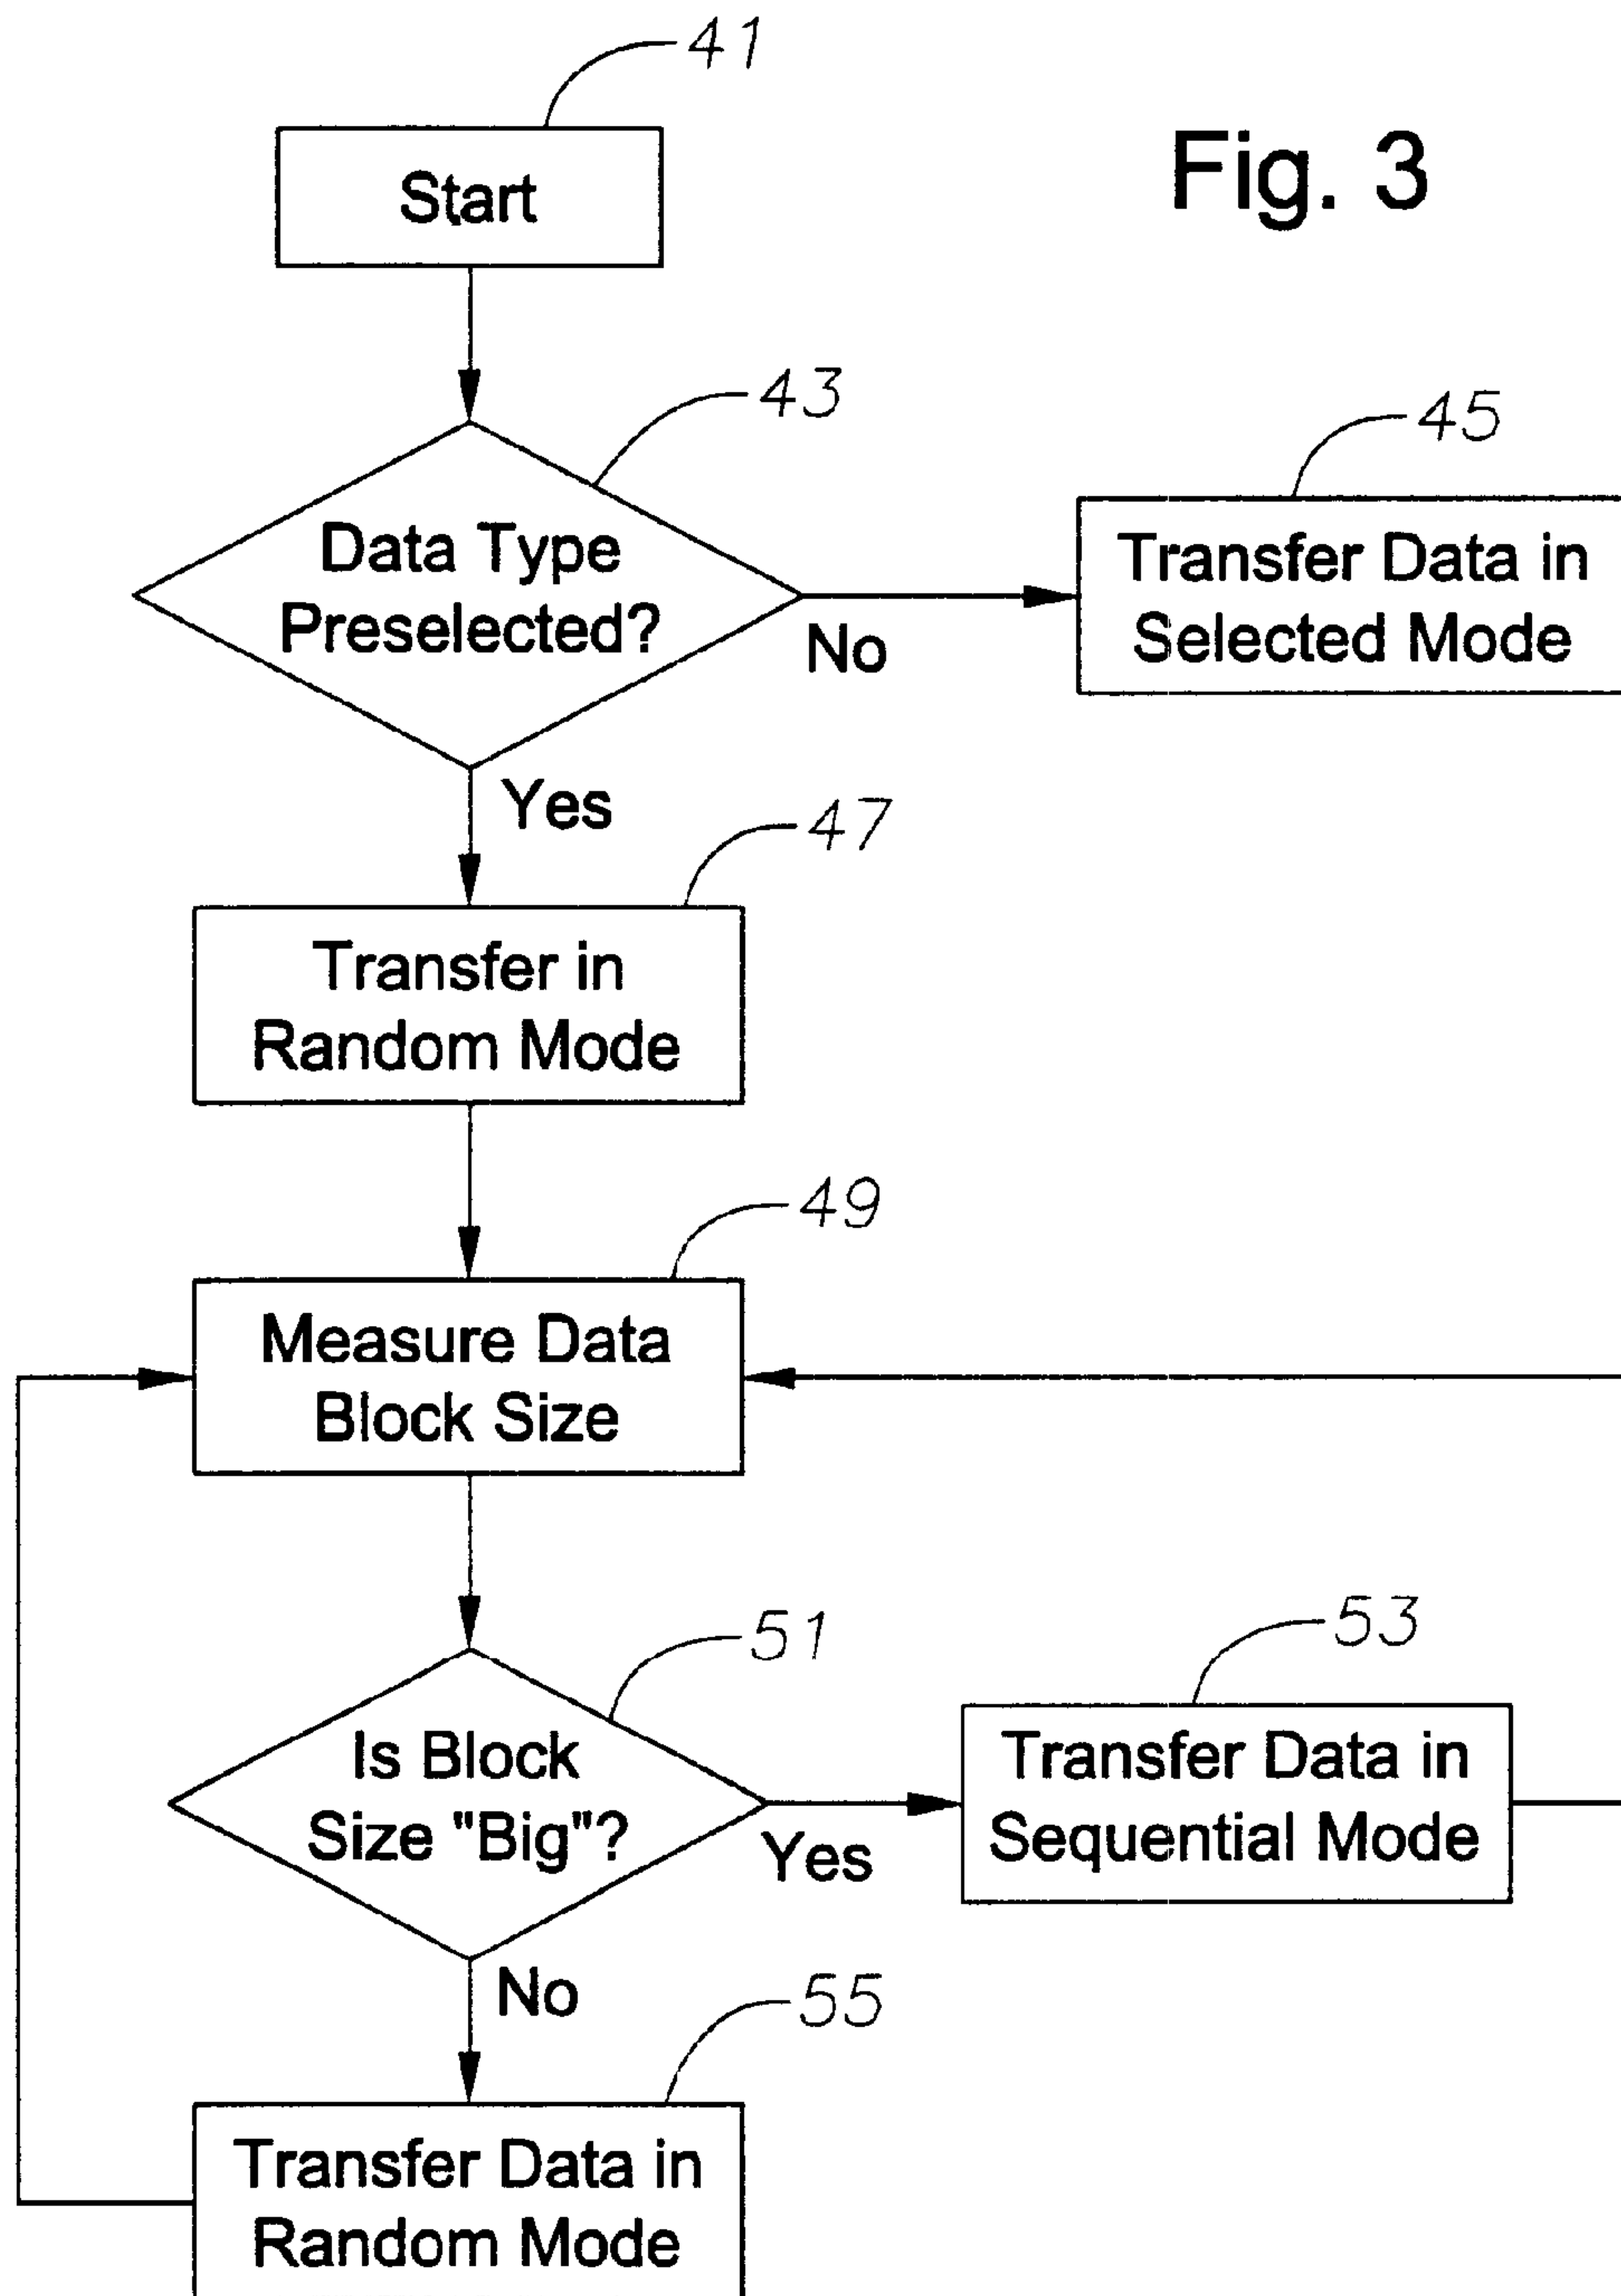 41
Start
Fig. 3
43
Data Type
Preselected?
No
45
Transfer Data in
Selected Mode
Yes
47
Transfer in
Random Mode
49
Measure Data
Block Size
51
Is Block
Size "Big"?
Yes
53
Transfer Data in
Sequential Mode
No
55
Transfer Data in
Random Mode